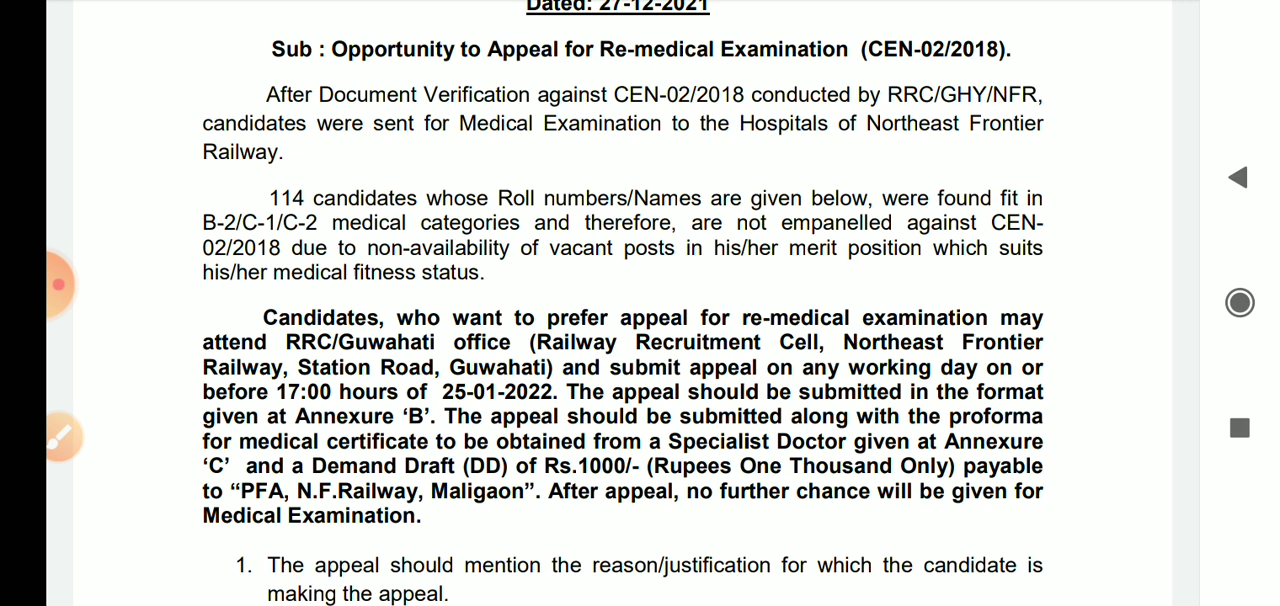 Dated: 27-12-2021
Sub : Opportunity to Appeal for Re-medical Examination (CEN-02/2018).
After Document Verification against CEN-02/2018 conducted by RRC/GHY/NFR,
candidates were sent for Medical Examination to the Hospitals of Northeast Frontier
Railway.
114 candidates whose Roll numbers/Names are given below, were found fit in
B-2/C-1/C-2 medical categories and therefore, are not empanelled against CEN-
02/2018 due to non-availability of vacant posts in his/her merit position which suits
his/her medical fitness status.
Candidates, who want to prefer appeal for re-medical examination may
attend RRC/Guwahati office (Railway Recruitment Cell, Northeast Frontier
Railway, Station Road, Guwahati) and submit appeal on any working day on or
before 17:00 hours of 25-01-2022. The appeal should be submitted in the format
given at Annexure ‘B’. The appeal should be submitted along with the proforma
for medical certificate to be obtained from a Specialist Doctor given at Annexure
‘C’ and a Demand Draft (DD) of Rs.1000/- (Rupees One Thousand Only) payable
to “PFA, N.F.Railway, Maligaon”. After appeal, no further chance will be given for
Medical Examination.
1. The appeal should mention the reason/justification for which the candidate is
making the appeal.